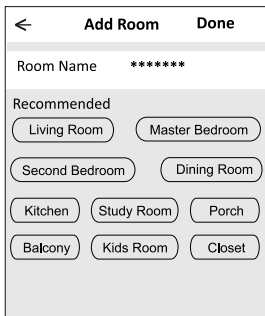 ← Add Room Done
Room Name *******
Recommended
Living Room Master Bedroom
Second Bedroom Dining Room
Kitchen Study Room Porch
Balcony Kids Room Closet